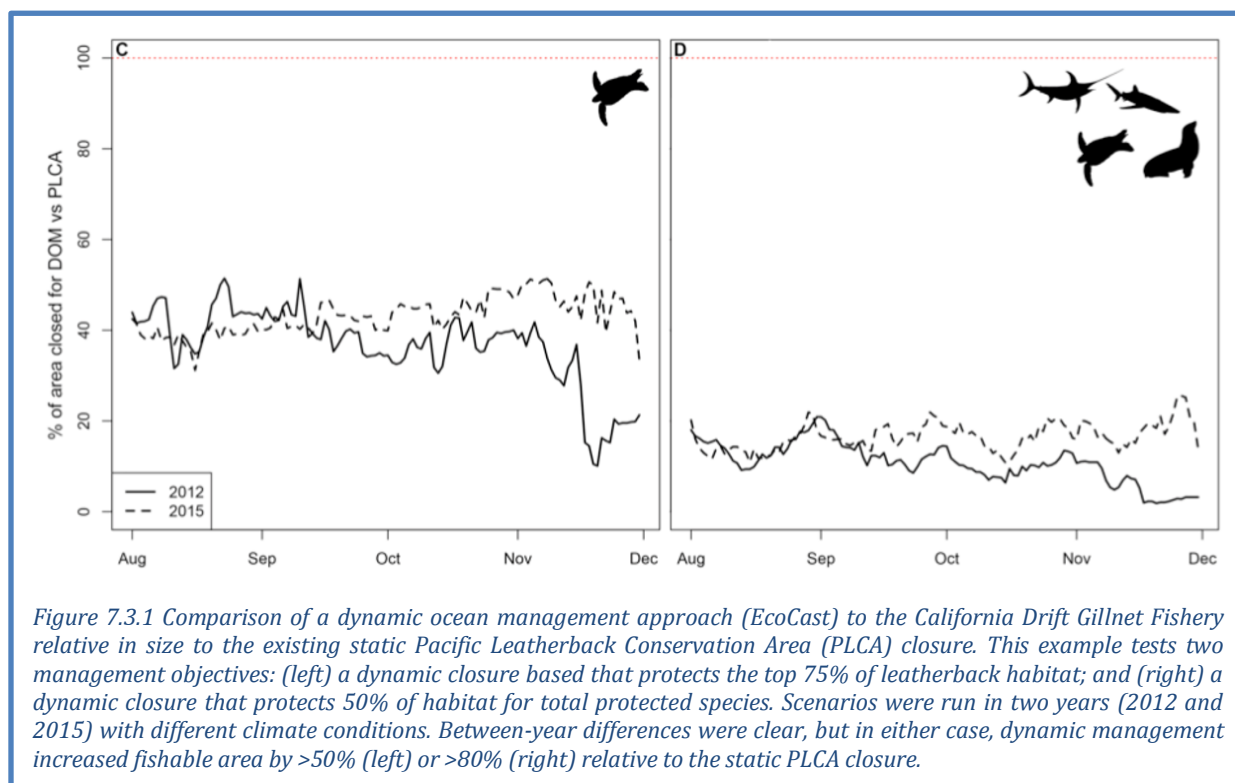 C
D
% of area closed for DOM vs PLCA
100
80
60
40
20
0
2012
2015
Aug Sep Oct Nov Dec
Aug Sep Oct Nov Dec
Figure 7.3.1 Comparison of a dynamic ocean management approach (EcoCast) to the California Drift Gillnet Fishery
relative in size to the existing static Pacific Leatherback Conservation Area (PLCA) closure. This example tests two
management objectives: (left) a dynamic closure based that protects the top 75% of leatherback habitat; and (right) a
dynamic closure that protects 50% of habitat for total protected species. Scenarios were run in two years (2012 and
2015) with different climate conditions. Between-year differences were clear, but in either case, dynamic management
increased fishable area by >50% (left) or >80% (right) relative to the static PLCA closure.